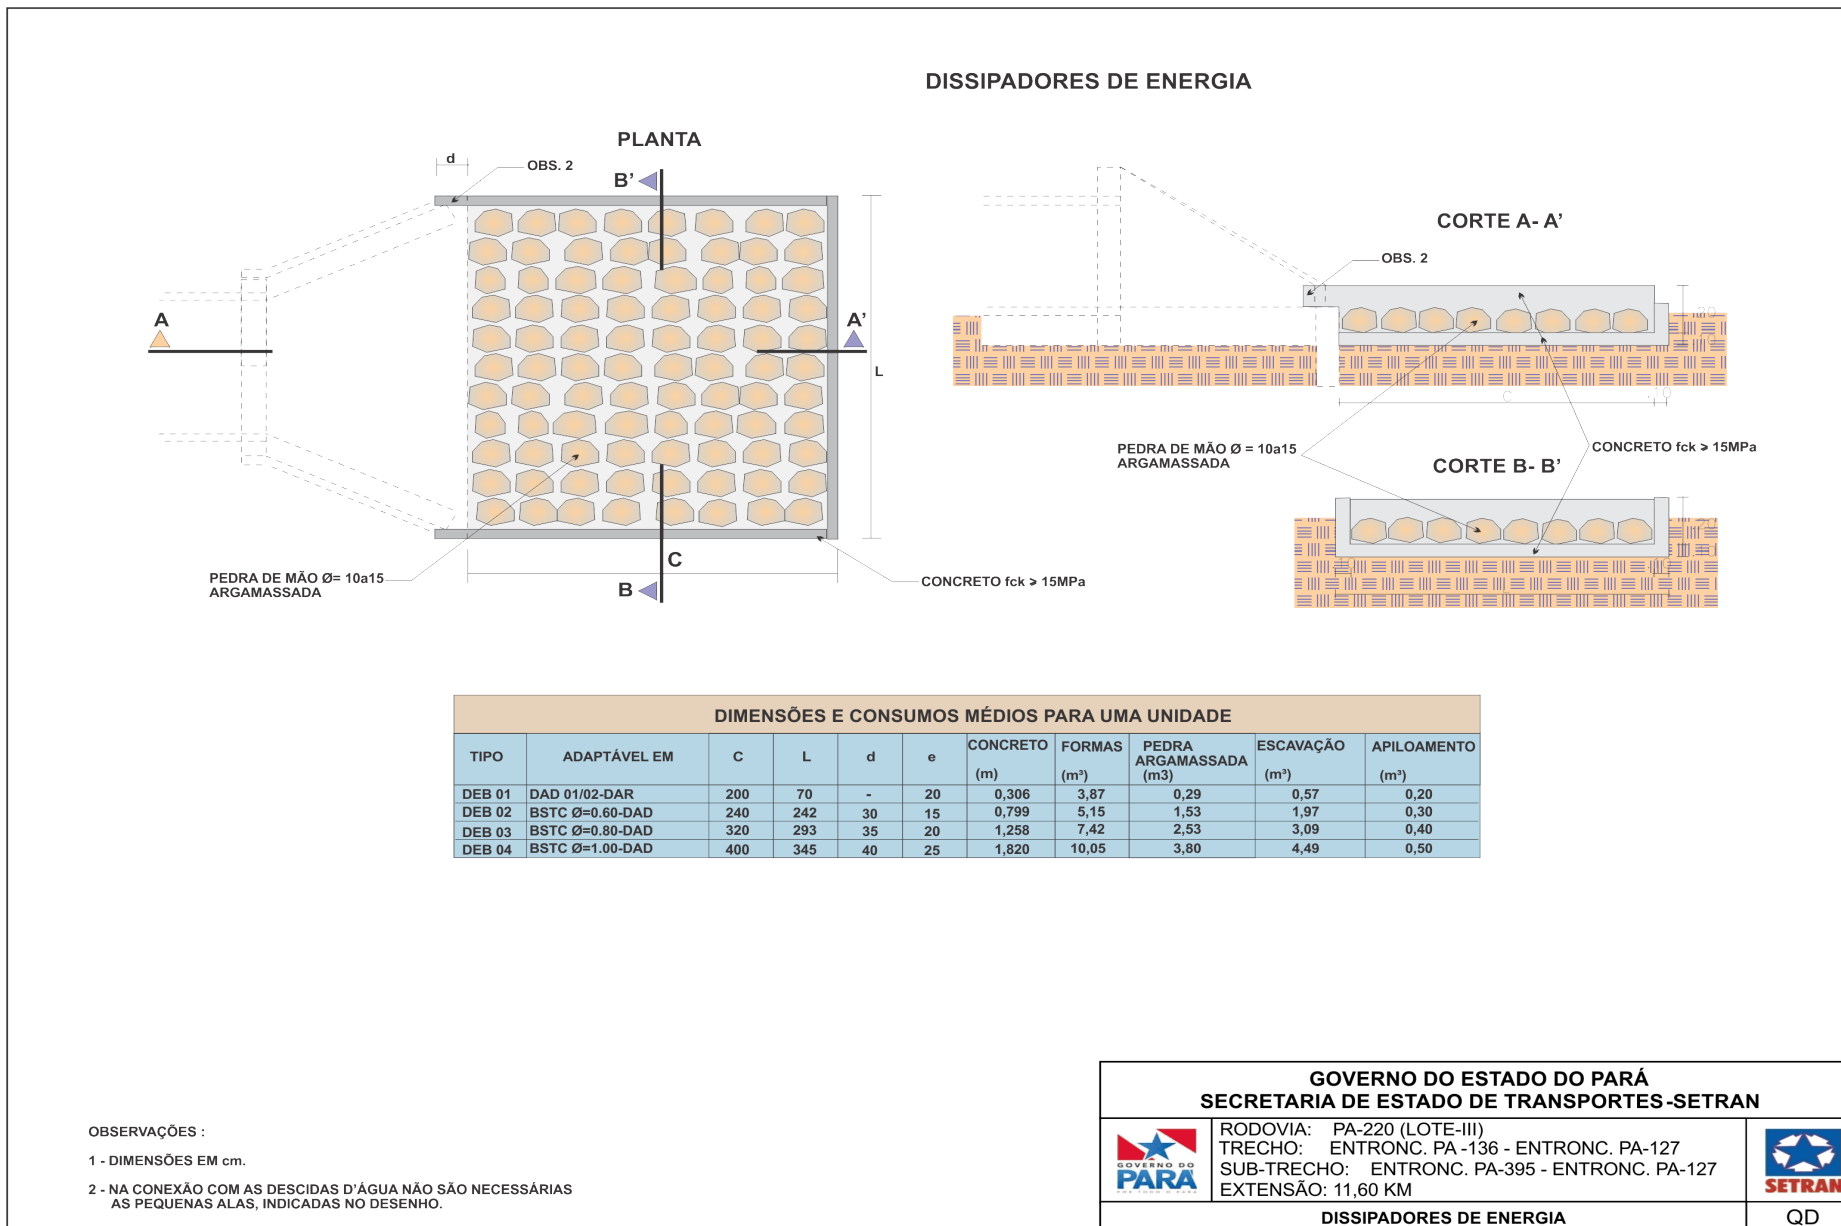 DISSIPADORES DE ENERGIA
PLANTA
d
OBS. 2
B’
A
A’
L
C
B
PEDRA DE MÃO Ø= 10a15
ARGAMASSADA
CONCRETO fck ⩾ 15MPa
CORTE A- A’
OBS. 2
C
PEDRA DE MÃO Ø = 10a15
ARGAMASSADA
CONCRETO fck ⩾ 15MPa
CORTE B- B’
DIMENSÕES E CONSUMOS MÉDIOS PARA UMA UNIDADE
TIPO ADAPTÁVEL EM C L d e CONCRETO (m) FORMAS (m³) PEDRA ARGAMASSADA (m3) ESCAVAÇÃO (m³) APILOAMENTO (m³)
DEB 01 DAD 01/02-DAR 200 70 - 20 0,306 3,87 0,29 0,57 0,20
DEB 02 BSTC Ø=0.60-DAD 240 242 30 15 0,799 5,15 1,53 1,97 0,30
DEB 03 BSTC Ø=0.80-DAD 320 293 35 20 1,258 7,42 2,53 3,09 0,40
DEB 04 BSTC Ø=1.00-DAD 400 345 40 25 1,820 10,05 3,80 4,49 0,50
OBSERVAÇÕES :
1 - DIMENSÕES EM cm.
2 - NA CONEXÃO COM AS DESCIDAS D’ÁGUA NÃO SÃO NECESSÁRIAS
AS PEQUENAS ALAS, INDICADAS NO DESENHO.
GOVERNO DO ESTADO DO PARÁ
SECRETARIA DE ESTADO DE TRANSPORTES-SETRAN
GOVERNO DO
PARÁ
RODOVIA: PA-220 (LOTE-III)
TRECHO: ENTRONC. PA -136 - ENTRONC. PA-127
SUB-TRECHO: ENTRONC. PA-395 - ENTRONC. PA-127
EXTENSÃO: 11,60 KM
SETRAN
DISSIPADORES DE ENERGIA
QD